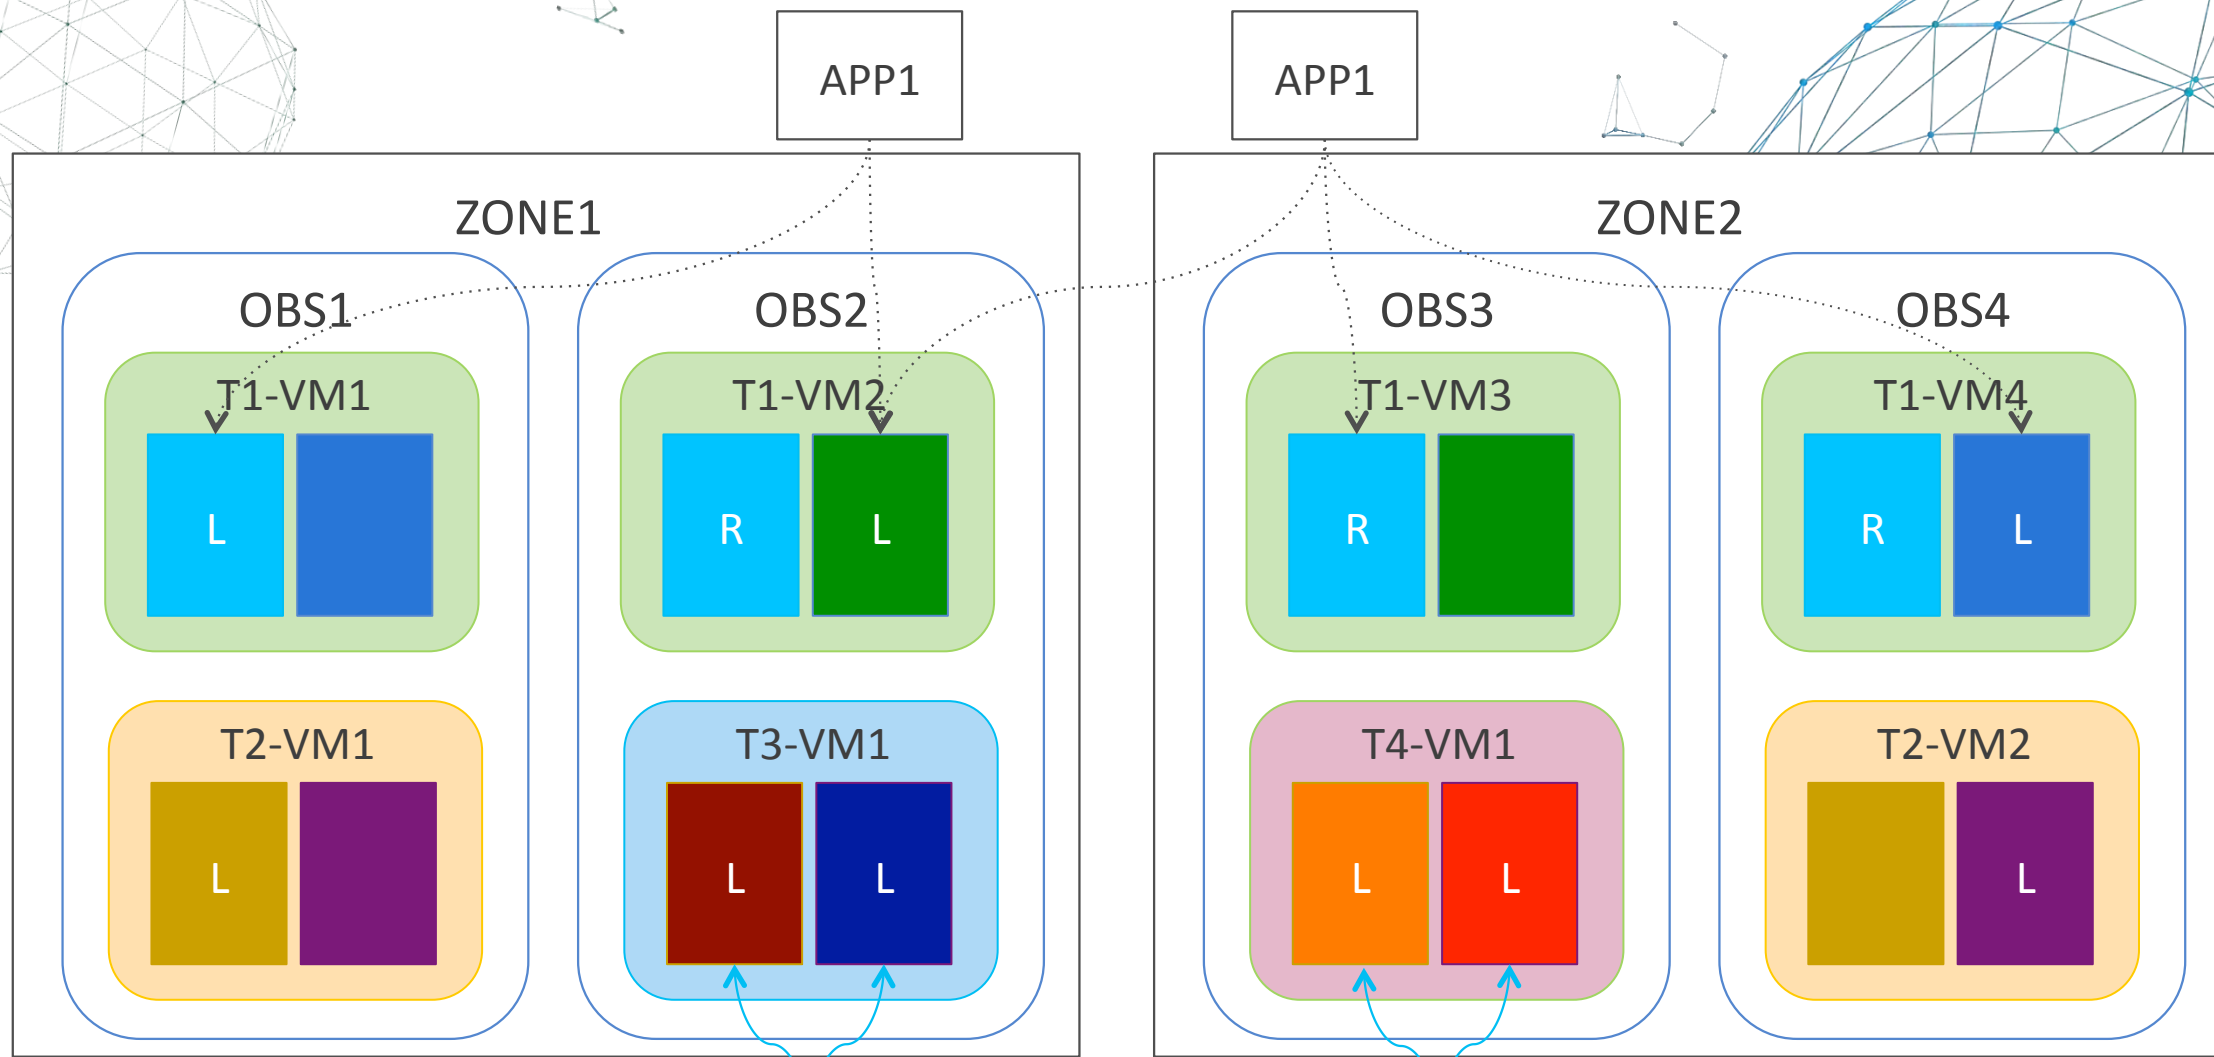 APP1 APP1
ZONE1 ZONE2
OBS1 OBS2 OBS3 OBS4
T1-VM1 T1-VM2 T1-VM3 T1-VM4
L R L R R L
T2-VM1 T3-VM1 T4-VM1 T2-VM2
L L L L L L